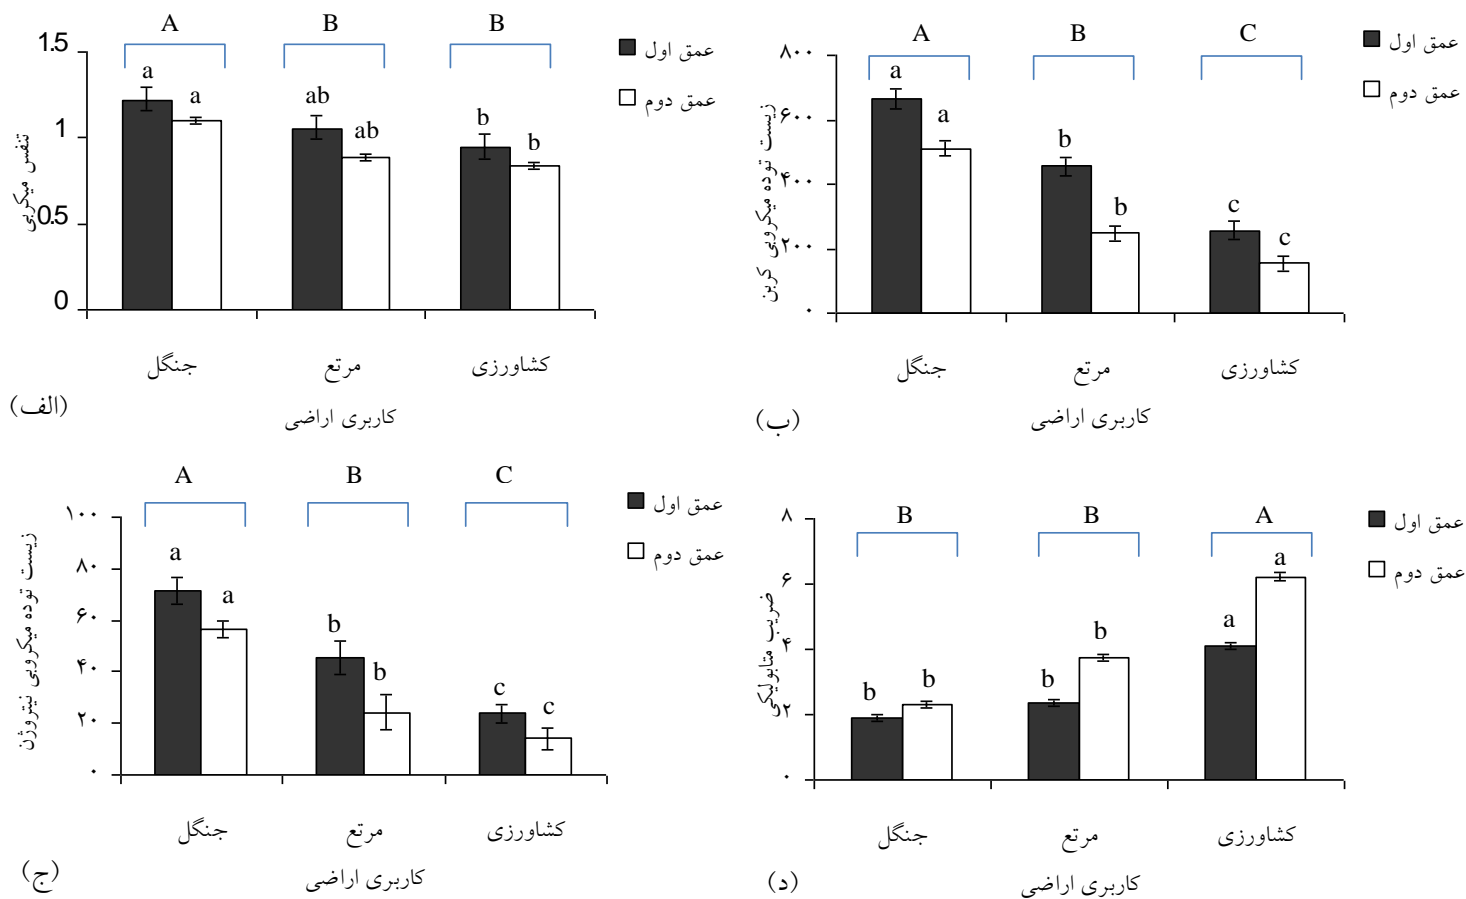 A B B
1.5
1
0.5
0
تنفس میکربی
a a ab ab b b
عمق اول
عمق دوم
جنگل مرتع کشاورزی
کاربری اراضی
(الف)
A B C
۸۰۰
۶۰۰
۴۰۰
۲۰۰
۰
زیست توده میکروبی کربن
a a b b c c
عمق اول
عمق دوم
جنگل مرتع کشاورزی
کاربری اراضی
(ب)
A B C
۱۰۰
۸۰
۶۰
۴۰
۲۰
۰
زیست توده میکروبی نیتروژن
a a b b c c
عمق اول
عمق دوم
جنگل مرتع کشاورزی
کاربری اراضی
(ج)
B B A
۸
۶
۴
۲
۰
ضریب متابولیکی
b b b b a a
عمق اول
عمق دوم
جنگل مرتع کشاورزی
کاربری اراضی
(د)